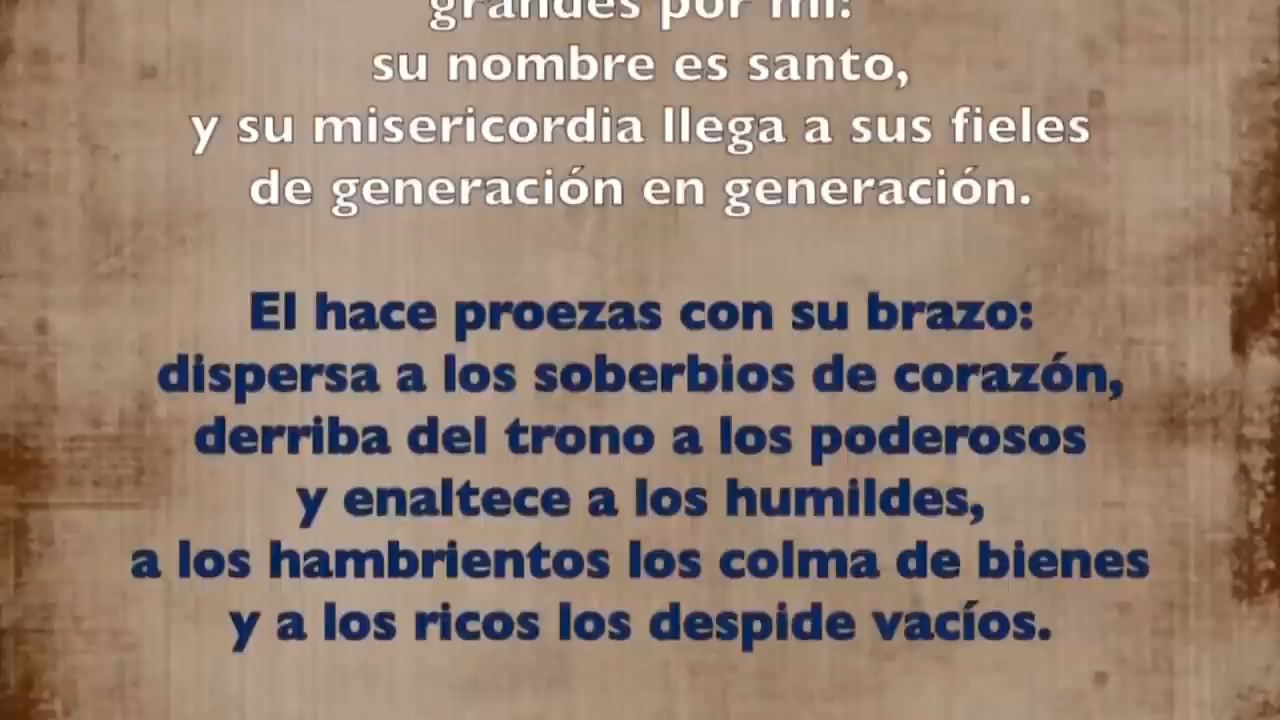 grandes por mí:
su nombre es santo,
y su misericordia llega a sus fieles
de generación en generación.
El hace proezas con su brazo:
dispersa a los soberbios de corazón,
derriba del trono a los poderosos
y enaltece a los humildes,
a los hambrientos los colma de bienes
y a los ricos los despide vacíos.